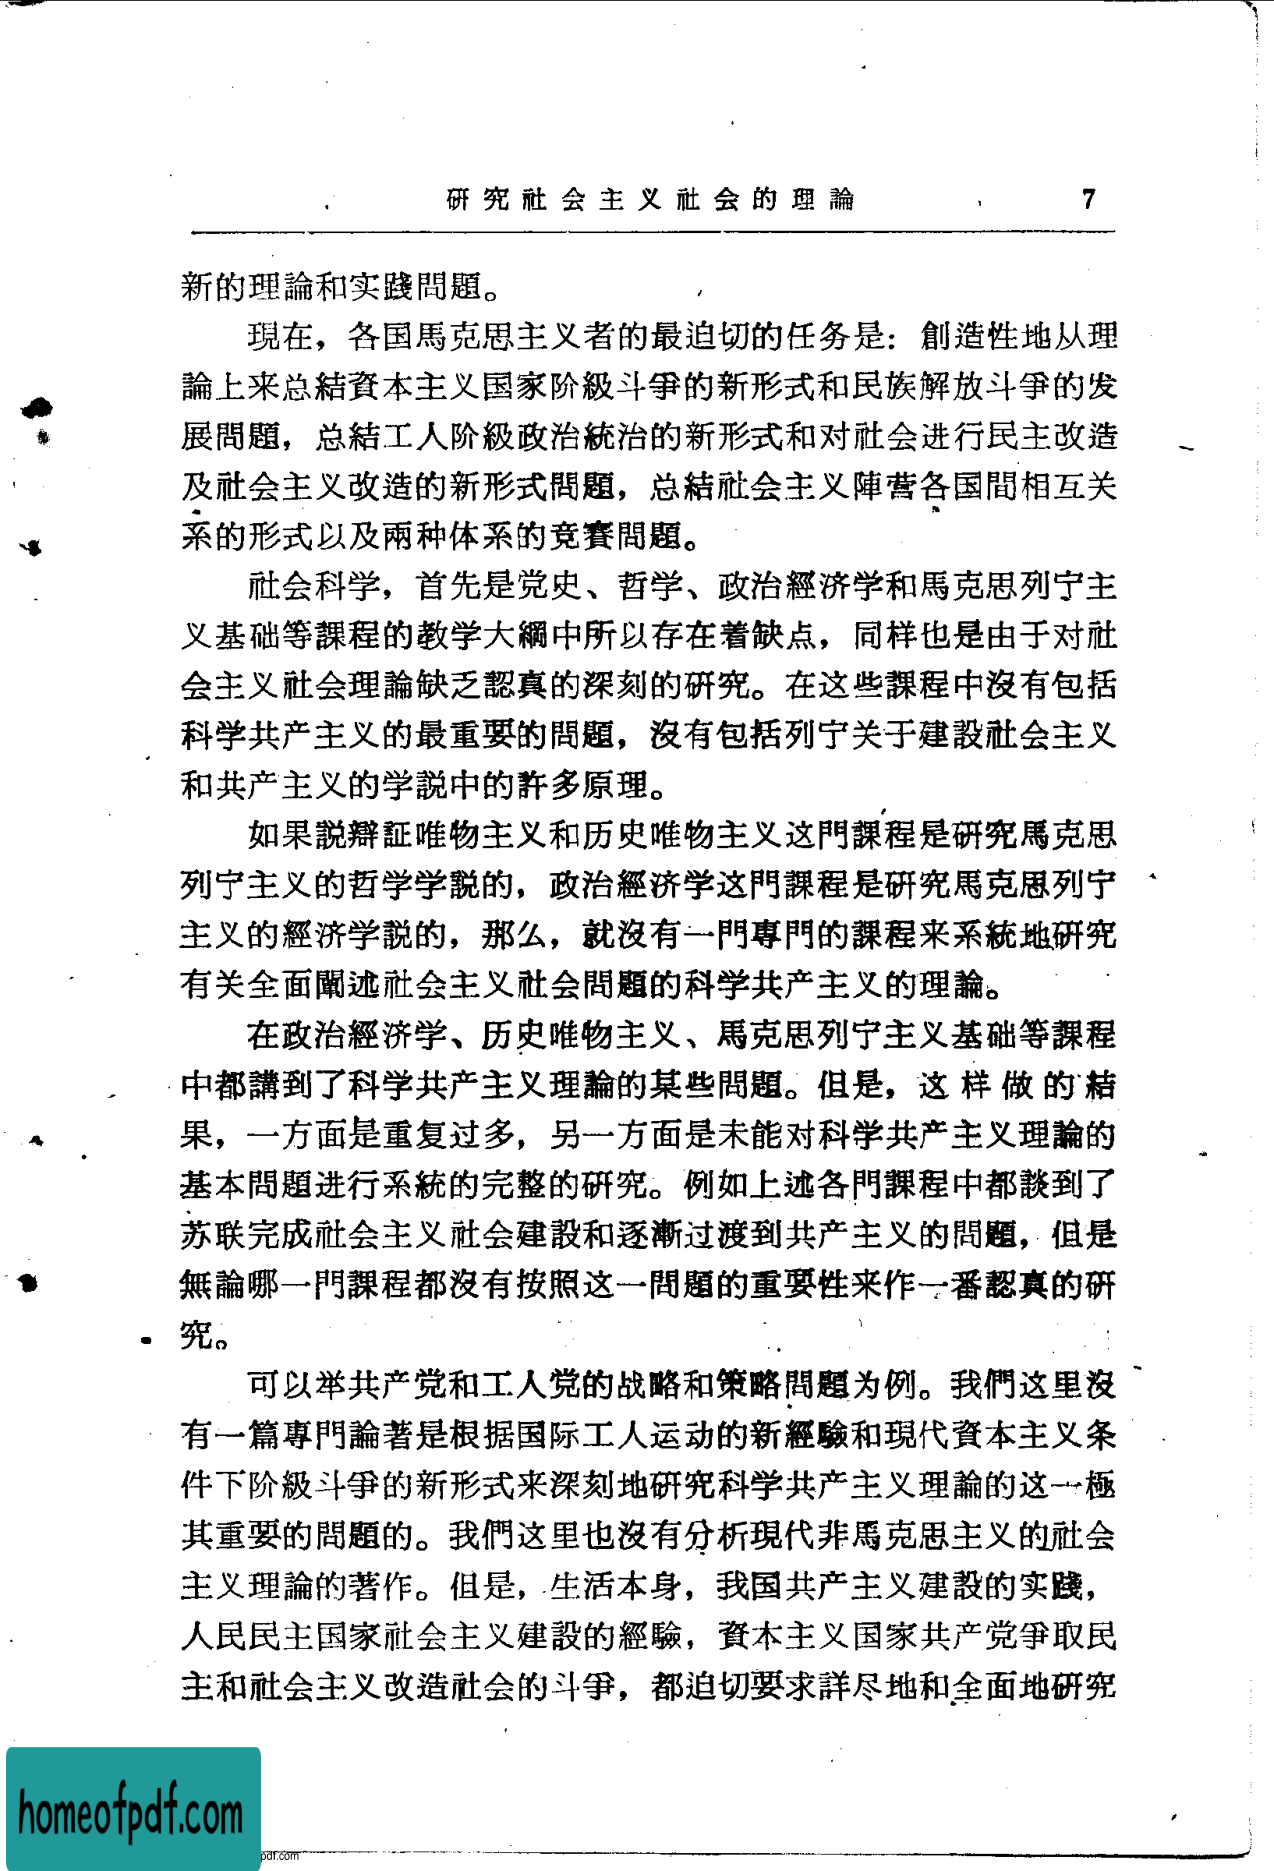 研究社会主义社会的理論 7
新的理論和实践問題。
現在，各国馬克思主义者的最迫切的任务是：創造性地从理
論上来总結資本主义国家阶級斗爭的新形式和民族解放斗爭的发
展問題，总結工人阶級政治統治的新形式和对社会进行民主改造
及社会主义改造的新形式問題，总結社会主义陣营各国間相互关
系的形式以及兩种体系的竞賽問題。
社会科学，首先是党史、哲学、政治經济学和馬克思列宁主
义基础等課程的教学大綱中所以存在着缺点，同样也是由于对社
会主义社会理論缺乏認真的深刻的研究。在这些課程中沒有包括
科学共产主义的最重要的問題，沒有包括列宁关于建設社会主义
和共产主义的学説中的許多原理。
如果説辯証唯物主义和历史唯物主义这門課程是研究馬克思
列宁主义的哲学学説的，政治經济学这門課程是研究馬克思列宁
主义的經济学説的，那么，就沒有一門專門的課程来系統地研究
有关全面闡述社会主义社会問題的科学共产主义的理論。
在政治經济学、历史唯物主义、馬克思列宁主义基础等課程
中都講到了科学共产主义理論的某些問題。但是，这样做的結
果，一方面是重复过多，另一方面是未能对科学共产主义理論的
基本問題进行系統的完整的研究。例如上述各門課程中都談到了
苏联完成社会主义社会建設和逐漸过渡到共产主义的問題，但是
無論哪一門課程都沒有按照这一問題的重要性来作一番認真的研
究。
可以举共产党和工人党的战略和策略問題为例。我們这里沒
有一篇專門論著是根据国际工人运动的新經驗和現代資本主义条
件下阶級斗爭的新形式来深刻地研究科学共产主义理論的这一極
其重要的問題的。我們这里也沒有分析現代非馬克思主义的社会
主义理論的著作。但是，生活本身，我国共产主义建設的实践，
人民民主国家社会主义建設的經驗，資本主义国家共产党爭取民
主和社会主义改造社会的斗爭，都迫切要求詳尽地和全面地研究
homeofpdf.com
pdf.com